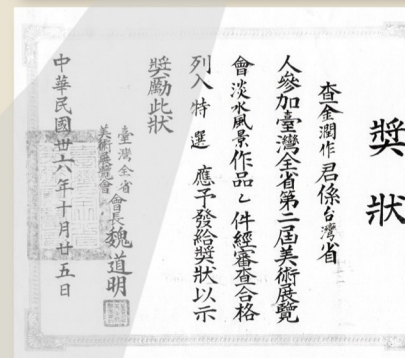 獎狀
查金潤作君係台灣省
人參加臺灣全省第二屆美術展覽
會淡水風景作品乙件經審查合格
列入特選應予發給獎狀以示
獎勵此狀
臺灣全省
美術展覽會
會長魏道明
中華民國卅六年十月廿五日